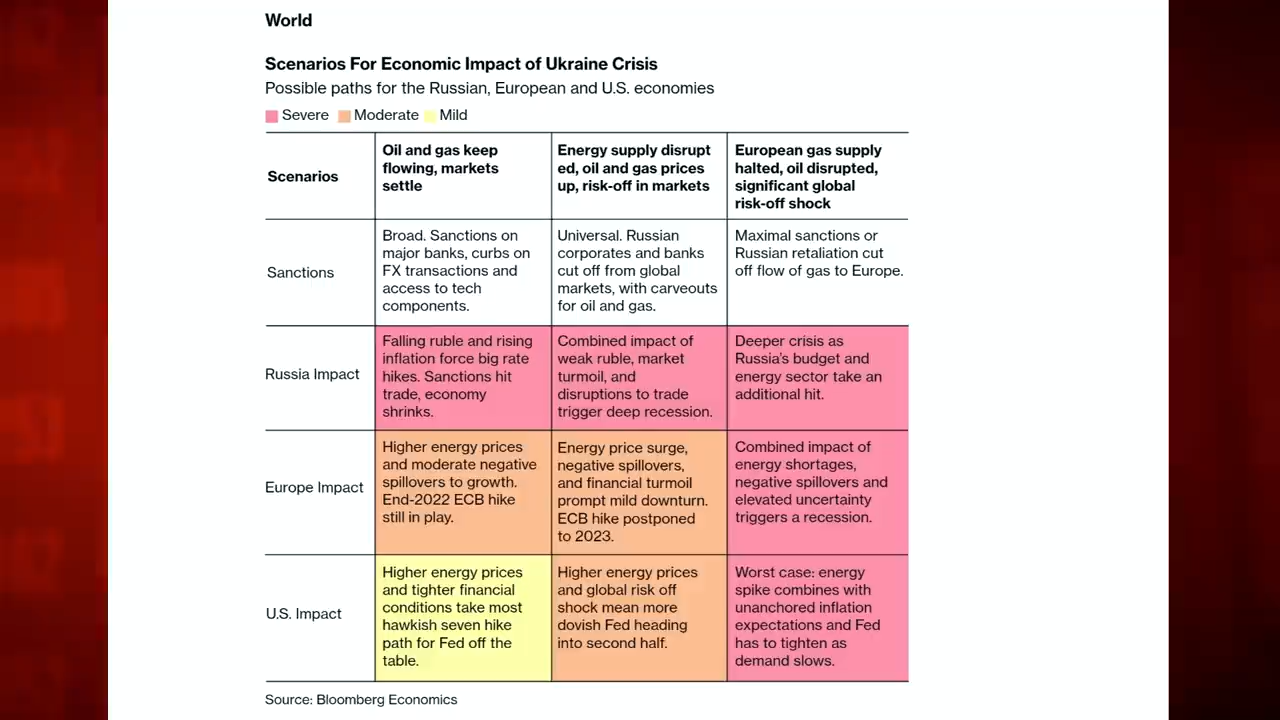 World
Scenarios For Economic Impact of Ukraine Crisis
Possible paths for the Russian, European and U.S. economies
Severe Moderate Mild
Scenarios
Oil and gas keep
flowing, markets
settle
Energy supply disrupt
ed, oil and gas prices
up, risk-off in markets
European gas supply
halted, oil disrupted,
significant global
risk-off shock
Sanctions
Broad. Sanctions on
major banks, curbs on
FX transactions and
access to tech
components.
Universal. Russian
corporates and banks
cut off from global
markets, with carveouts
for oil and gas.
Maximal sanctions or
Russian retaliation cut
off flow of gas to Europe.
Russia Impact
Falling ruble and rising
inflation force big rate
hikes. Sanctions hit
trade, economy
shrinks.
Combined impact of
weak ruble, market
turmoil, and
disruptions to trade
trigger deep recession.
Deeper crisis as
Russia's budget and
energy sector take an
additional hit.
Europe Impact
Higher energy prices
and moderate negative
spillovers to growth.
End-2022 ECB hike
still in play.
Energy price surge,
negative spillovers,
and financial turmoil
prompt mild downturn.
ECB hike postponed
to 2023.
Combined impact of
energy shortages,
negative spillovers and
elevated uncertainty
triggers a recession.
U.S. Impact
Higher energy prices
and tighter financial
conditions take most
hawkish seven hike
path for Fed off the
table.
Higher energy prices
and global risk off
shock mean more
dovish Fed heading
into second half.
Worst case: energy
spike combines with
unanchored inflation
expectations and Fed
has to tighten as
demand slows.
Source: Bloomberg Economics